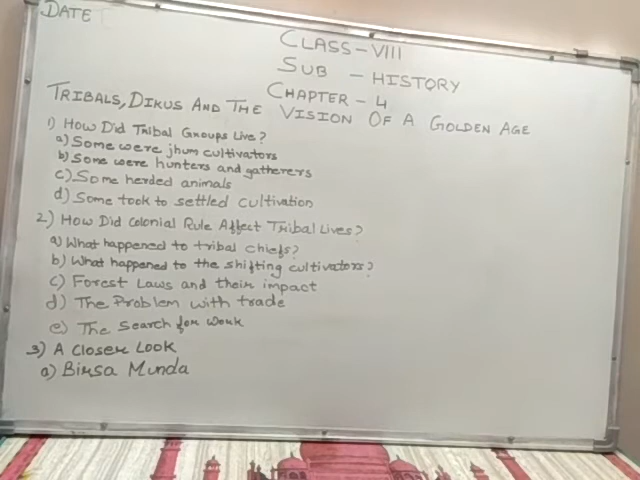 DATE
CLASS-VIII
SUB - HISTORY
CHAPTER - 4
TRIBALS, DIKUS AND THE VISION OF A GOLDEN AGE
1) How Did Tribal Groups Live?
a) Some were jhum cultivators
b) Some were hunters and gatherers
c) Some herded animals
d) Some took to settled cultivation
2) How Did Colonial Rule Affect Tribal Lives?
a) What happened to tribal chiefs?
b) What happened to the shifting cultivators?
c) Forest Laws and their impact
d) The Problem with trade
e) The Search for work
3) A Closer Look
a) Birsa Munda